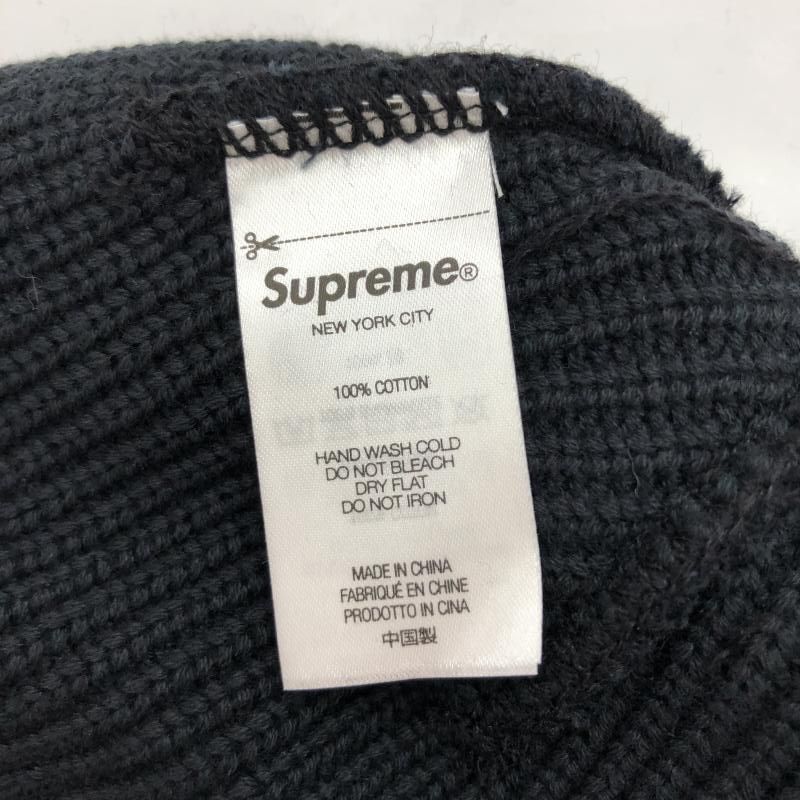 Supreme®
NEW YORK CITY
100% COTTON
HAND WASH COLD
DO NOT BLEACH
DRY FLAT
DO NOT IRON
MADE IN CHINA
FABRIQUÉ EN CHINE
PRODOTTO IN CINA
中国製